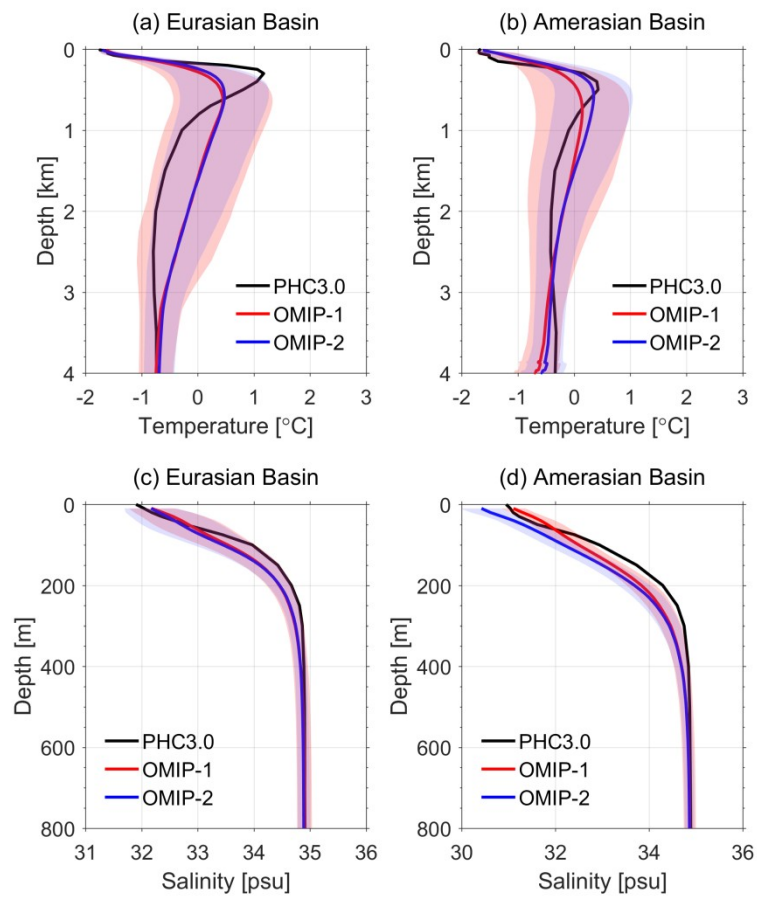 (a) Eurasian Basin
0
1
2
3
4
Depth [km]
PHC3.0
OMIP-1
OMIP-2
-2 -1 0 1 2 3
Temperature [°C]
(b) Amerasian Basin
0
1
2
3
4
Depth [km]
PHC3.0
OMIP-1
OMIP-2
-2 -1 0 1 2 3
Temperature [°C]
(c) Eurasian Basin
0
200
400
600
800
Depth [m]
PHC3.0
OMIP-1
OMIP-2
31 32 33 34 35 36
Salinity [psu]
(d) Amerasian Basin
0
200
400
600
800
Depth [m]
PHC3.0
OMIP-1
OMIP-2
30 32 34 36
Salinity [psu]